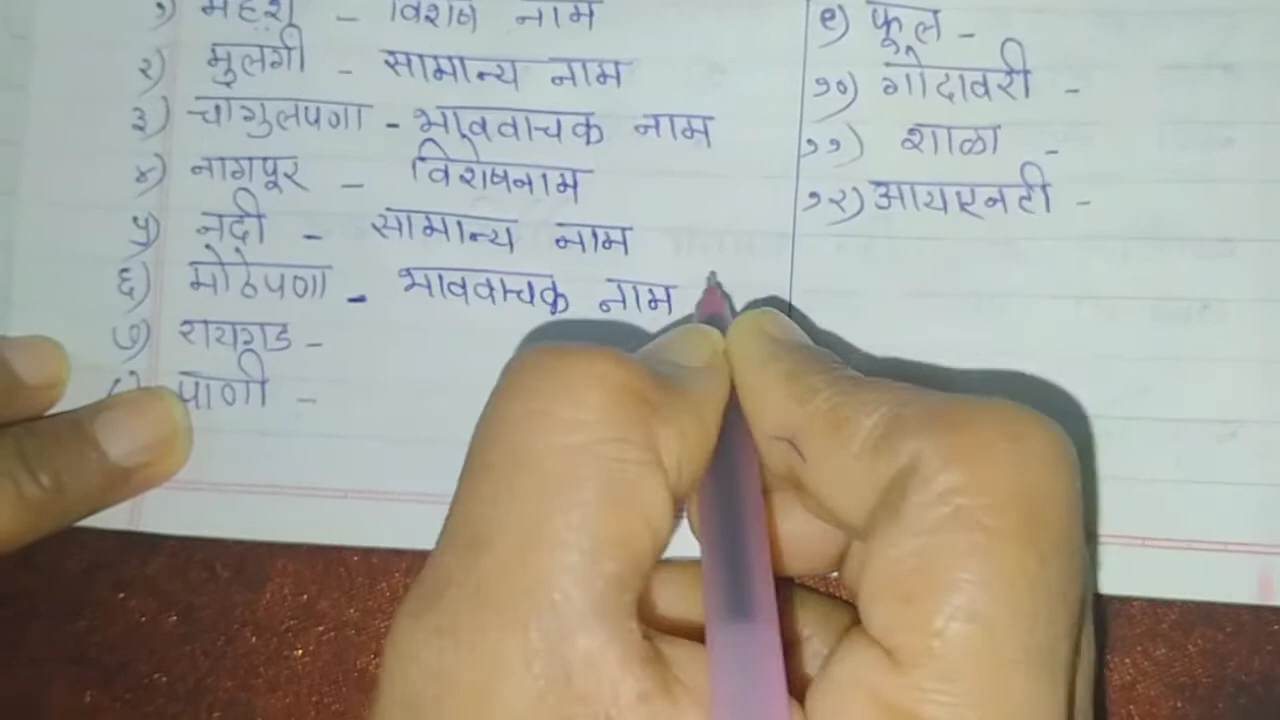 १) महेश - विशेष नाम
२) मुलगी - सामान्य नाम
३) चांगुलपणा - भाववाचक नाम
४) नागपूर - विशेषनाम
५) नदी - सामान्य नाम
६) मोठेपणा - भाववाचक नाम
७) रायगड -
पाणी -
९) फूल -
१०) गोदावरी -
११) शाळा -
१२) आयएनटी -